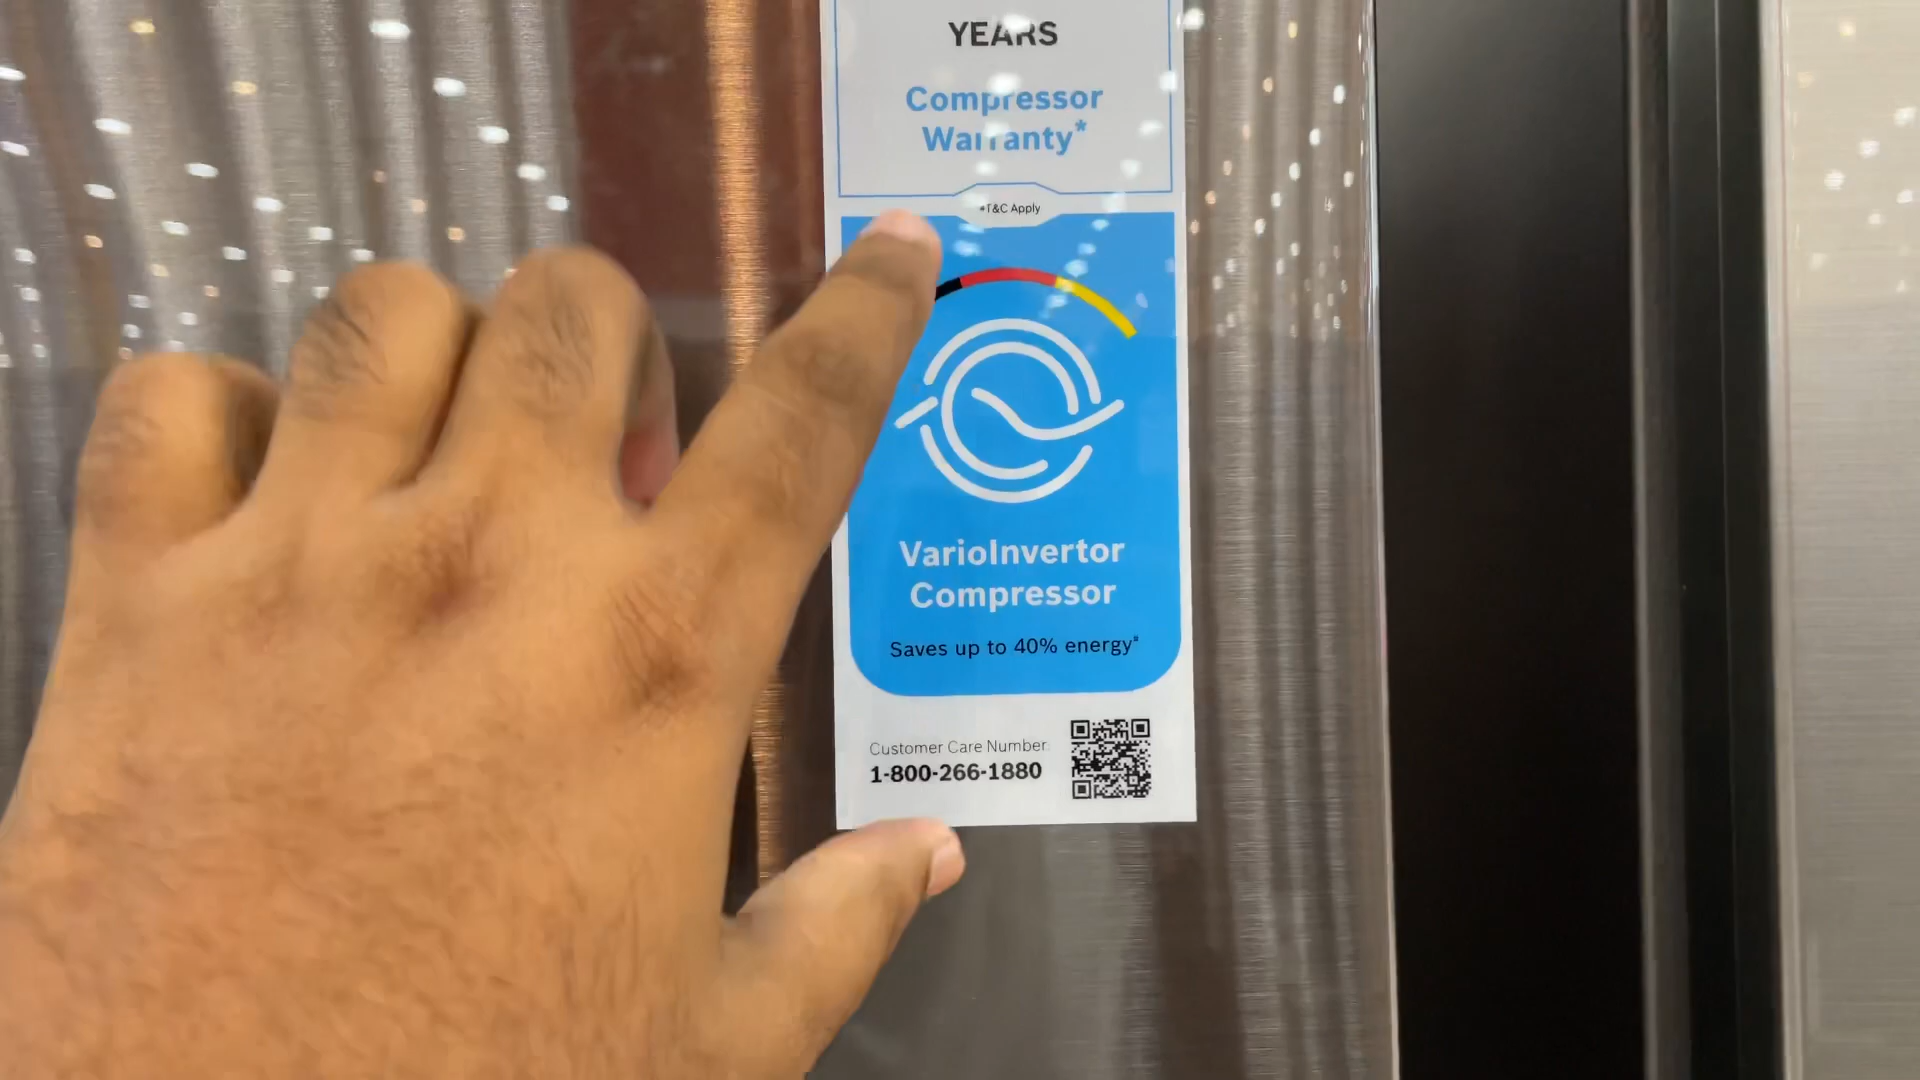 YEARS
Compressor
Warranty*
*T&C Apply
VarioInvertor
Compressor
Saves up to 40% energy*
Customer Care Number:
1-800-266-1880